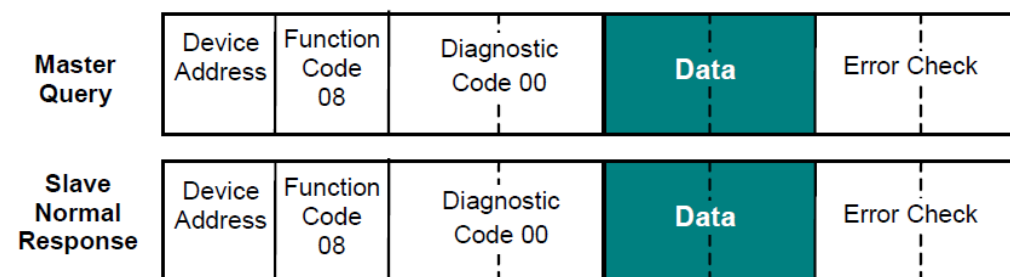 Master
Query
Device
Address
Function
Code
08
Diagnostic
Code 00
Data
Error Check
Slave
Normal
Response
Device
Address
Function
Code
08
Diagnostic
Code 00
Data
Error Check